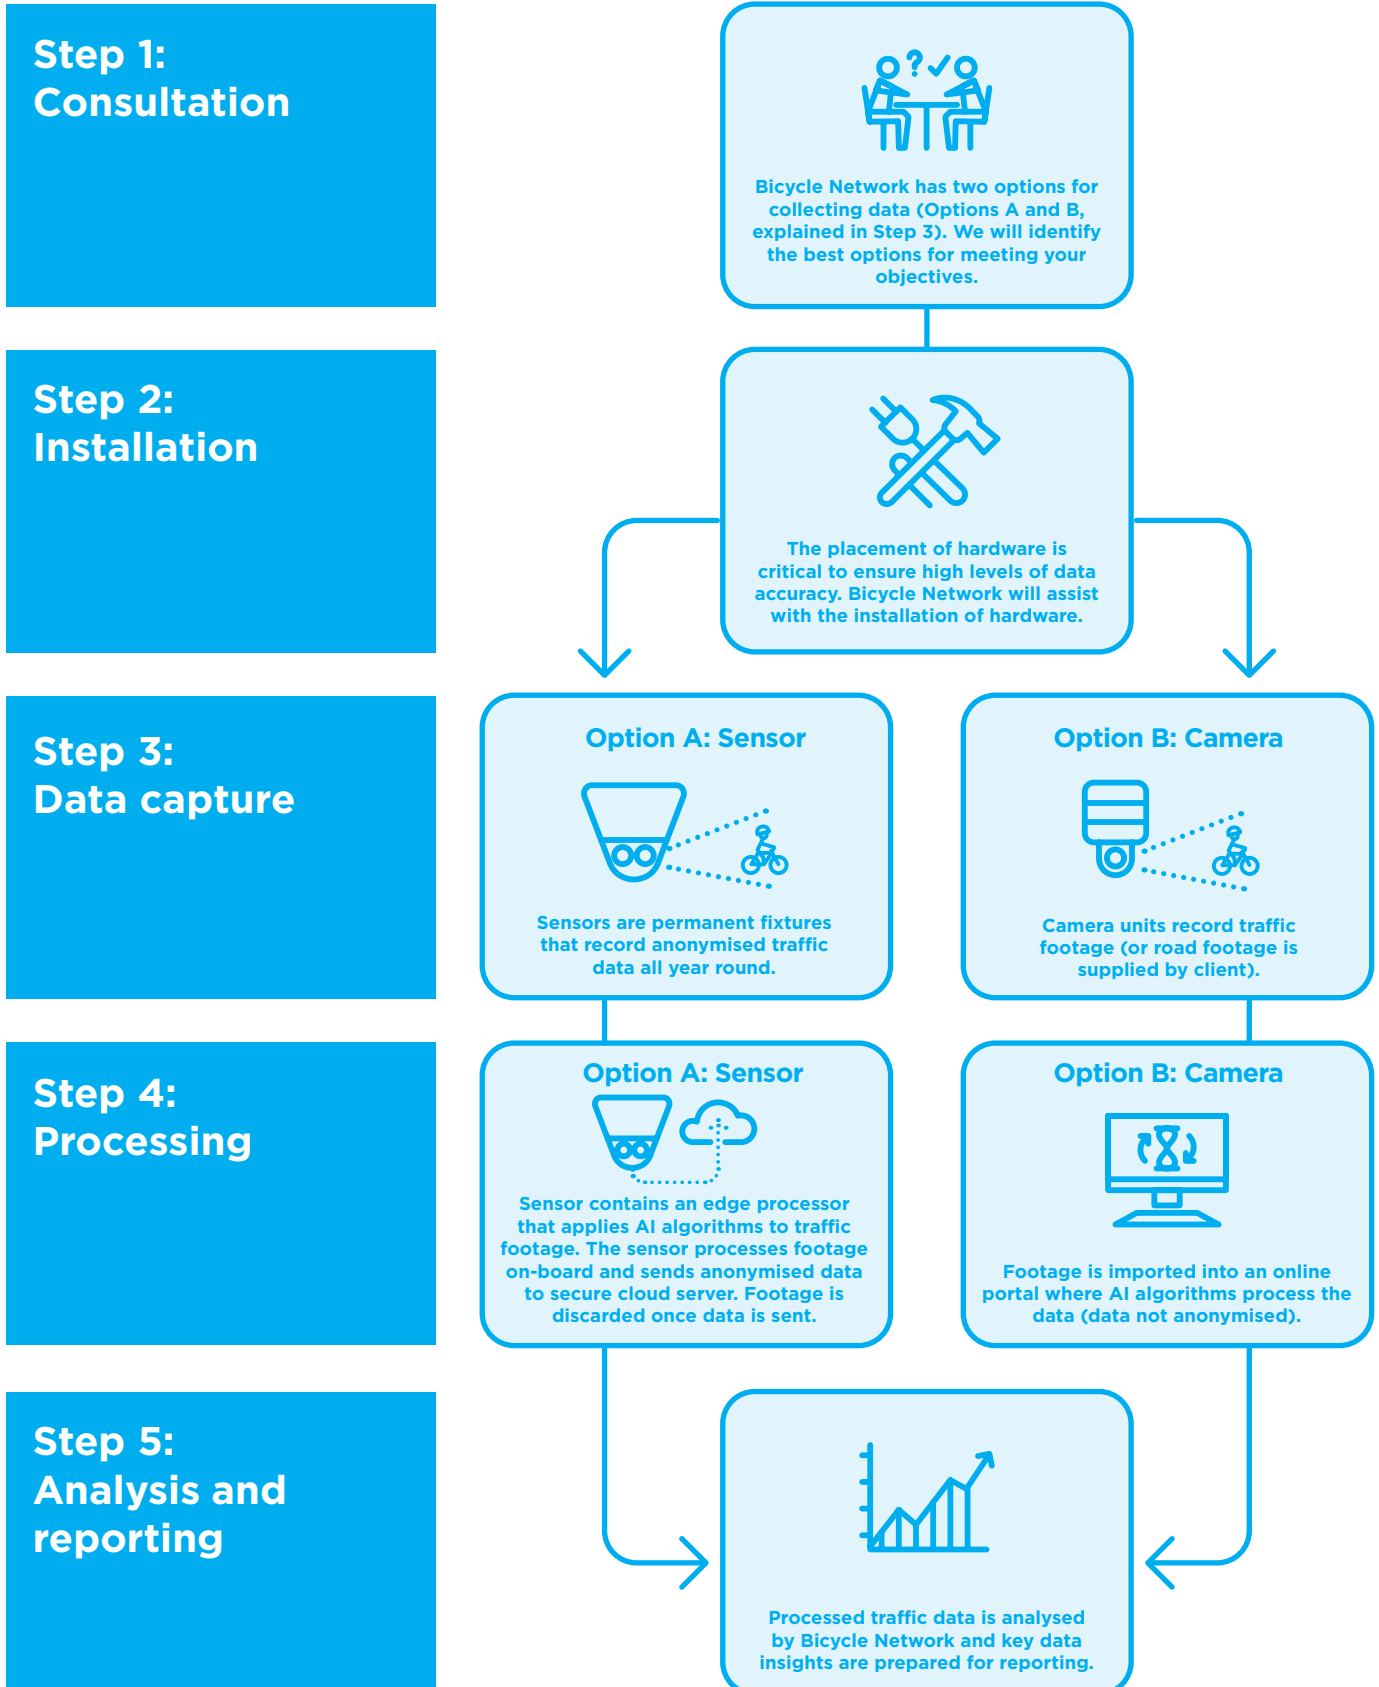 Step 1:
Consultation
Bicycle Network has two options for
collecting data (Options A and B,
explained in Step 3). We will identify
the best options for meeting your
objectives.
Step 2:
Installation
The placement of hardware is
critical to ensure high levels of data
accuracy. Bicycle Network will assist
with the installation of hardware.
Step 3:
Data capture
Option A: Sensor
Sensors are permanent fixtures
that record anonymised traffic
data all year round.
Option B: Camera
Camera units record traffic
footage (or road footage is
supplied by client).
Step 4:
Processing
Option A: Sensor
Sensor contains an edge processor
that applies AI algorithms to traffic
footage. The sensor processes footage
on-board and sends anonymised data
to secure cloud server. Footage is
discarded once data is sent.
Option B: Camera
Footage is imported into an online
portal where AI algorithms process the
data (data not anonymised).
Step 5:
Analysis and
reporting
Processed traffic data is analysed
by Bicycle Network and key data
insights are prepared for reporting.